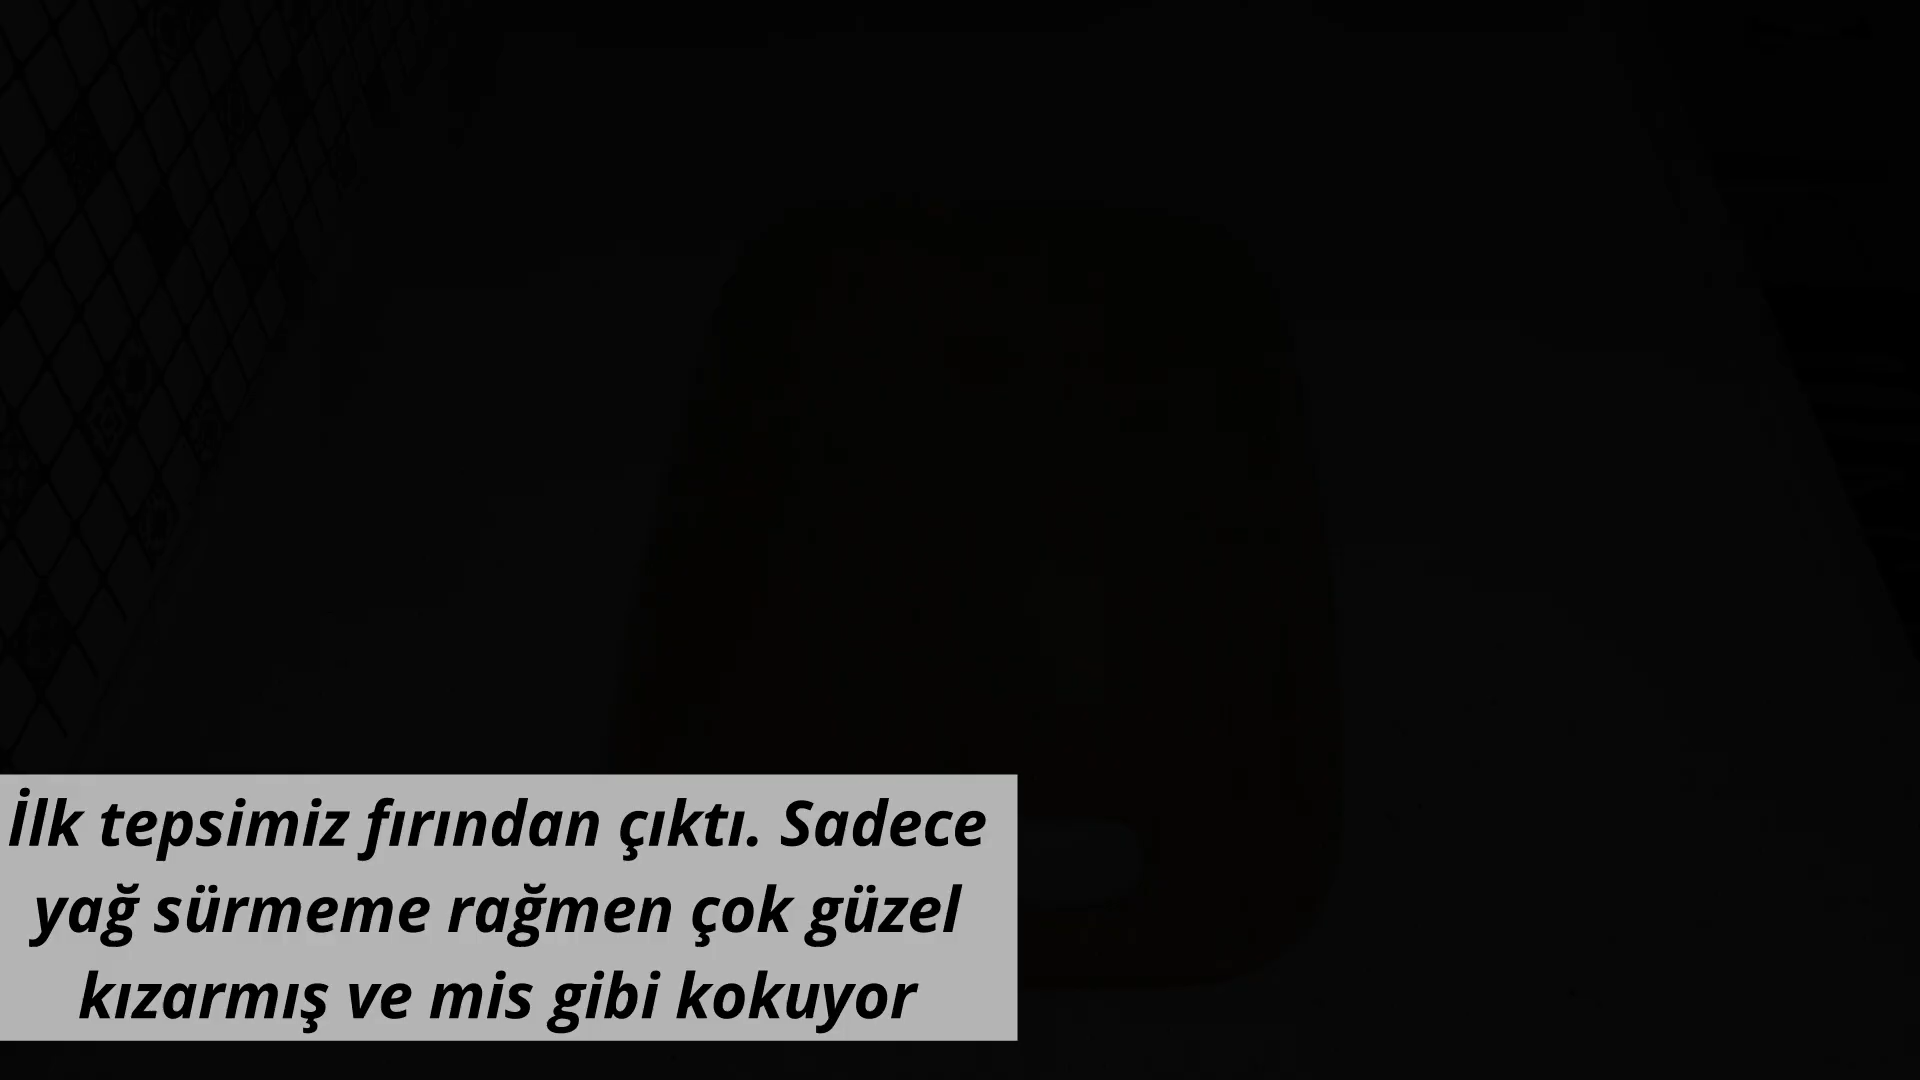 İlk tepsimiz fırından çıktı. Sadece
yağ sürmeme rağmen çok güzel
kızarmış ve mis gibi kokuyor